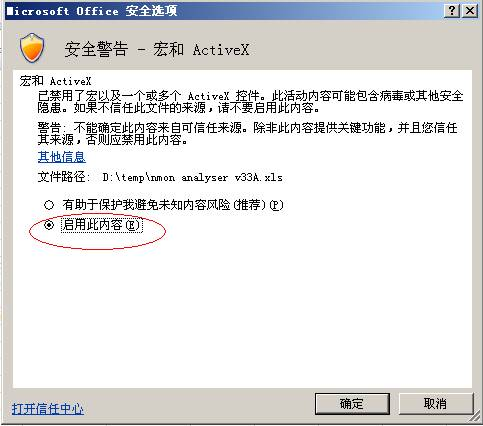 Microsoft Office 安全选项
安全警告 - 宏和 ActiveX
宏和 ActiveX
已禁用了宏以及一个或多个 ActiveX 控件。此活动内容可能包含病毒或其他安全
隐患。如果不信任此文件的来源，请不要启用此内容。
警告: 不能确定此内容来自可信任来源。除非此内容提供关键功能，并且您信任
其来源，否则应禁用此内容。
其他信息
文件路径: D:\temp\nmon analyser v33A.xls
有助于保护我避免未知内容风险(推荐)(P)
启用此内容(E)
打开信任中心
确定
取消